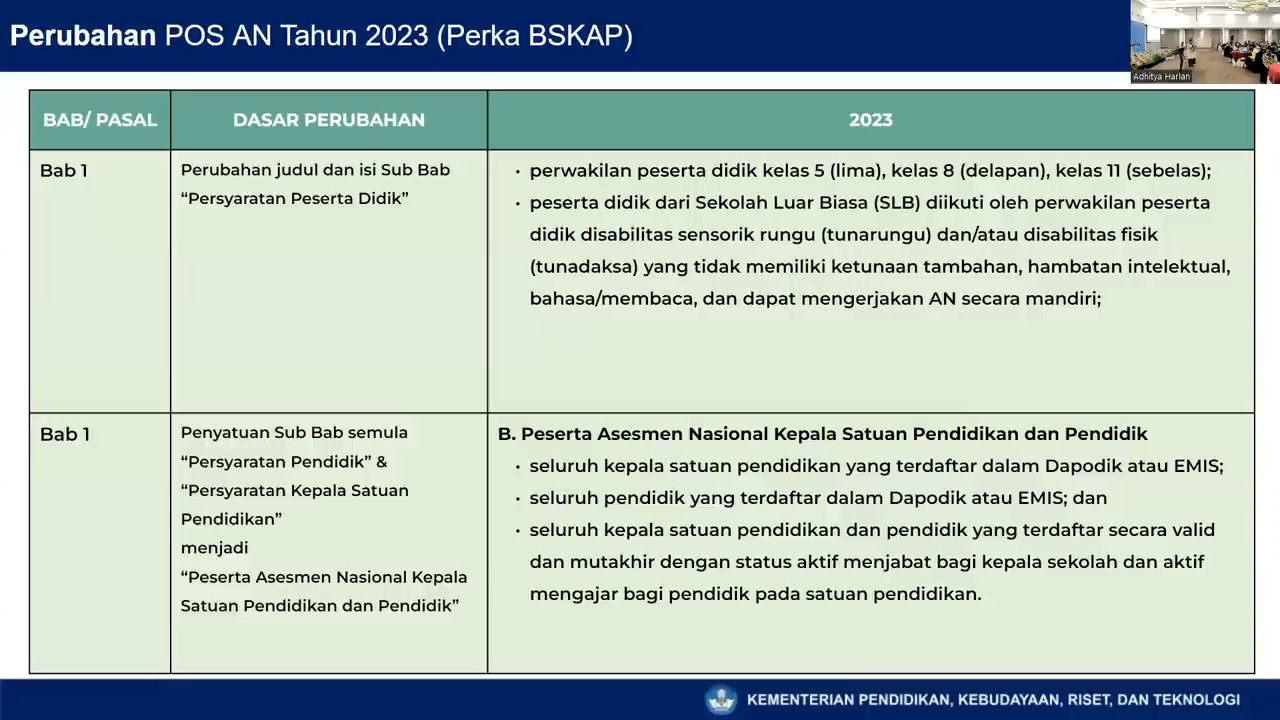 Perubahan POS AN Tahun 2023 (Perka BSKAP)
Adhitya Harlan
BAB/ PASAL
DASAR PERUBAHAN
2023
Bab 1
Perubahan judul dan isi Sub Bab
“Persyaratan Peserta Didik”
• perwakilan peserta didik kelas 5 (lima), kelas 8 (delapan), kelas 11 (sebelas);
• peserta didik dari Sekolah Luar Biasa (SLB) diikuti oleh perwakilan peserta
didik disabilitas sensorik rungu (tunarungu) dan/atau disabilitas fisik
(tunadaksa) yang tidak memiliki ketunaan tambahan, hambatan intelektual,
bahasa/membaca, dan dapat mengerjakan AN secara mandiri;
Bab 1
Penyatuan Sub Bab semula
“Persyaratan Pendidik” &
“Persyaratan Kepala Satuan
Pendidikan”
menjadi
“Peserta Asesmen Nasional Kepala
Satuan Pendidikan dan Pendidik”
B. Peserta Asesmen Nasional Kepala Satuan Pendidikan dan Pendidik
• seluruh kepala satuan pendidikan yang terdaftar dalam Dapodik atau EMIS;
• seluruh pendidik yang terdaftar dalam Dapodik atau EMIS; dan
• seluruh kepala satuan pendidikan dan pendidik yang terdaftar secara valid
dan mutakhir dengan status aktif menjabat bagi kepala sekolah dan aktif
mengajar bagi pendidik pada satuan pendidikan.
KEMENTERIAN PENDIDIKAN, KEBUDAYAAN, RISET, DAN TEKNOLOGI